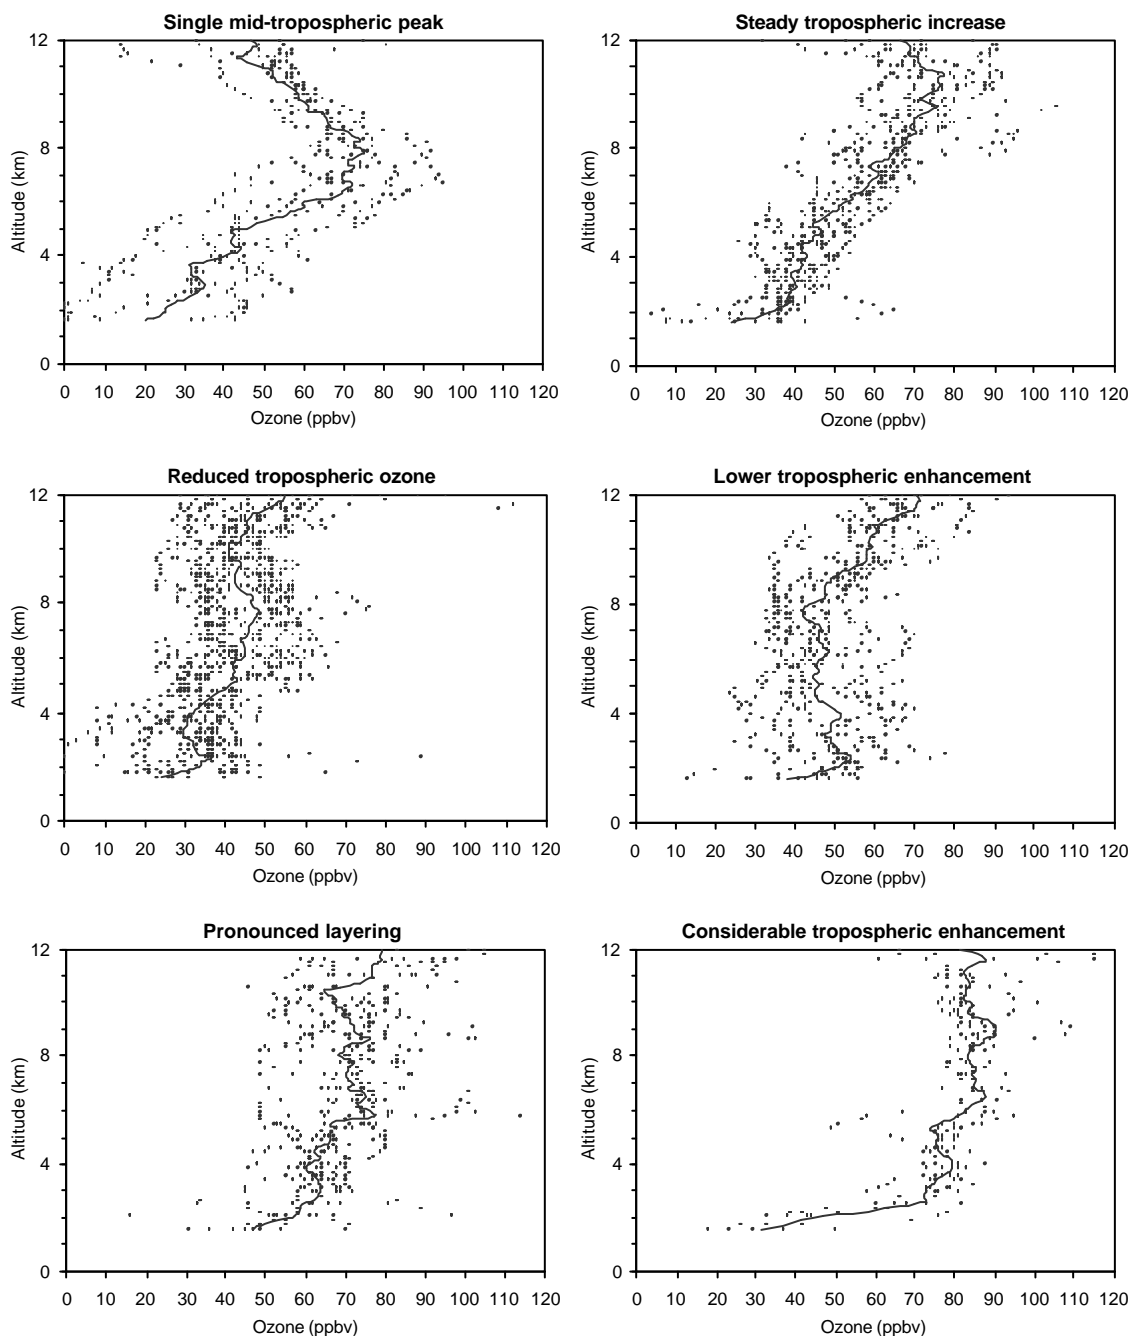 Single mid-tropospheric peak
Steady tropospheric increase
12
8
4
0
Altitude (km)
0 10 20 30 40 50 60 70 80 90 100 110 120
Ozone (ppbv)
12
8
4
0
Altitude (km)
0 10 20 30 40 50 60 70 80 90 100 110 120
Ozone (ppbv)
Reduced tropospheric ozone
Lower tropospheric enhancement
12
8
4
0
Altitude (km)
0 10 20 30 40 50 60 70 80 90 100 110 120
Ozone (ppbv)
12
8
4
0
Altitude (km)
0 10 20 30 40 50 60 70 80 90 100 110 120
Ozone (ppbv)
Pronounced layering
Considerable tropospheric enhancement
12
8
4
0
Altitude (km)
0 10 20 30 40 50 60 70 80 90 100 110 120
Ozone (ppbv)
12
8
4
0
Altitude (km)
0 10 20 30 40 50 60 70 80 90 100 110 120
Ozone (ppbv)